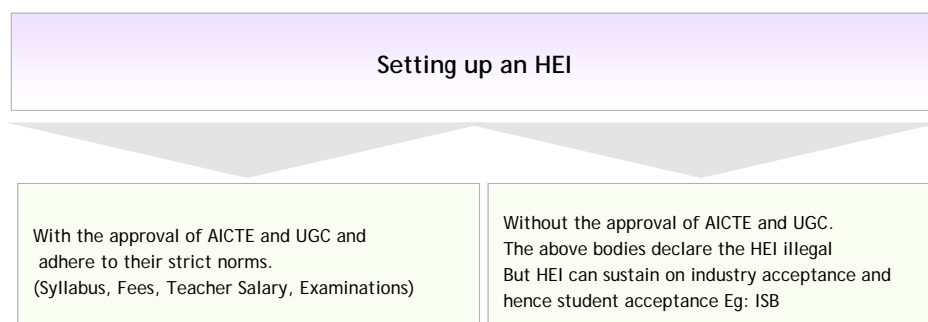 Setting up an HEI
With the approval of AICTE and UGC and
adhere to their strict norms.
(Syllabus, Fees, Teacher Salary, Examinations)
Without the approval of AICTE and UGC.
The above bodies declare the HEI illegal
But HEI can sustain on industry acceptance and
hence student acceptance Eg: ISB